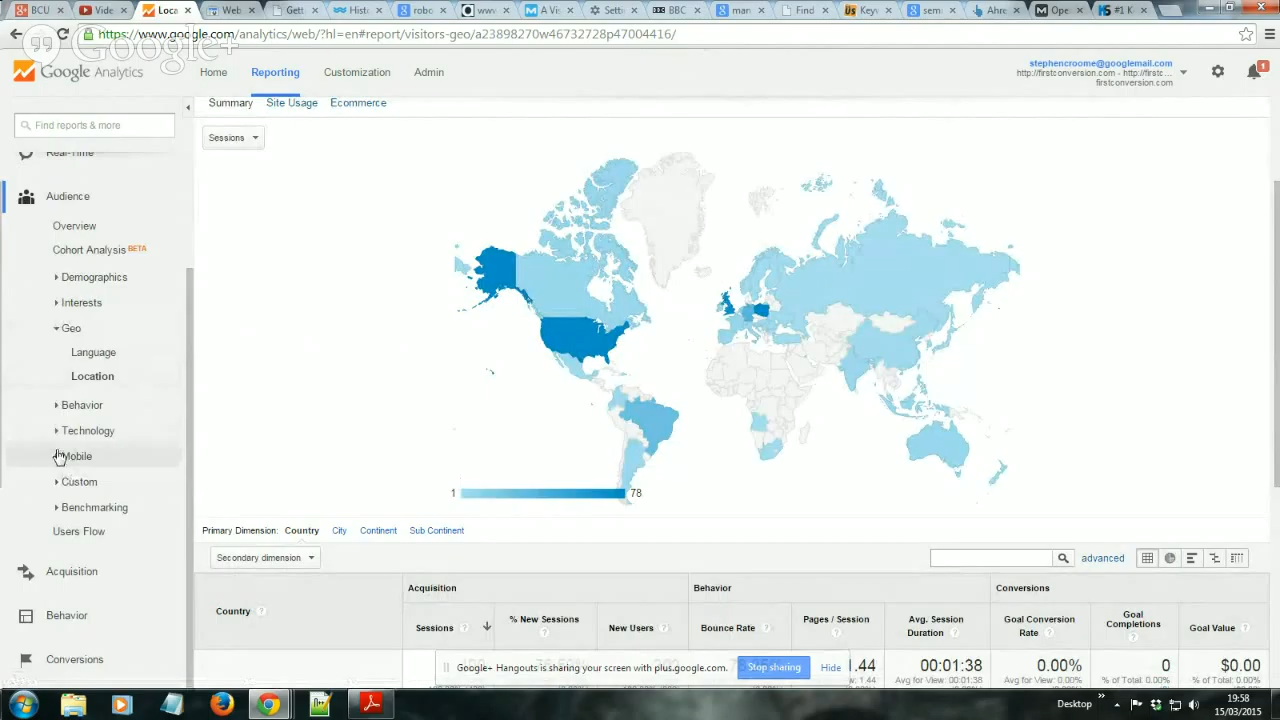 BCU
Vide
Loca
Web
Gett
Histo
robo
www
A Vi
Setti
BBC
mar
Find
Keyw
sem
Ahre
Ope
#1 K
https://www.google.com/analytics/web/?hl=en#report/visitors-geo/a23898270w46732728p47004416/
Google+
Google Analytics
Home
Reporting
Customization
Admin
stephencroome@googlemail.com
http://firstconversion.com - http://firstc...
firstconversion.com
1
Summary
Site Usage
Ecommerce
Find reports & more
Sessions
Real-Time
Audience
Overview
Cohort Analysis BETA
Demographics
Interests
Geo
Language
Location
Behavior
Technology
Mobile
Custom
Benchmarking
Users Flow
Acquisition
Behavior
Conversions
1
78
Primary Dimension: Country City Continent Sub Continent
Secondary dimension
advanced
Country
Acquisition
Behavior
Conversions
Sessions
% New Sessions
New Users
Bounce Rate
Pages / Session
Avg. Session Duration
Goal Conversion Rate
Goal Completions
Goal Value
1.44
00:01:38
0.00%
0
$0.00
Avg for View: 00:01:38
Avg for View: 0.00%
% of Total: 0.00%
% of Total: 0.00%
Google+ Hangouts is sharing your screen with plus.google.com.
Stop sharing
Hide
Desktop
19:58
15/03/2015